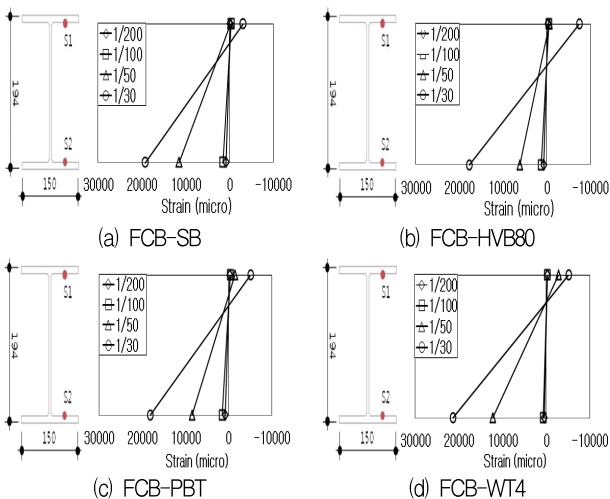 S1
194
S2
150
1/200
1/100
1/50
1/30
30000 20000 10000 0 -10000
Strain (micro)
(a) FCB-SB
S1
194
S2
150
1/200
1/100
1/50
1/30
30000 20000 10000 0 -10000
Strain (micro)
(b) FCB-HVB80
S1
194
S2
150
1/200
1/100
1/50
1/30
30000 20000 10000 0 -10000
Strain (micro)
(c) FCB-PBT
S1
194
S2
150
1/200
1/100
1/50
1/30
30000 20000 10000 0 -10000
Strain (micro)
(d) FCB-WT4